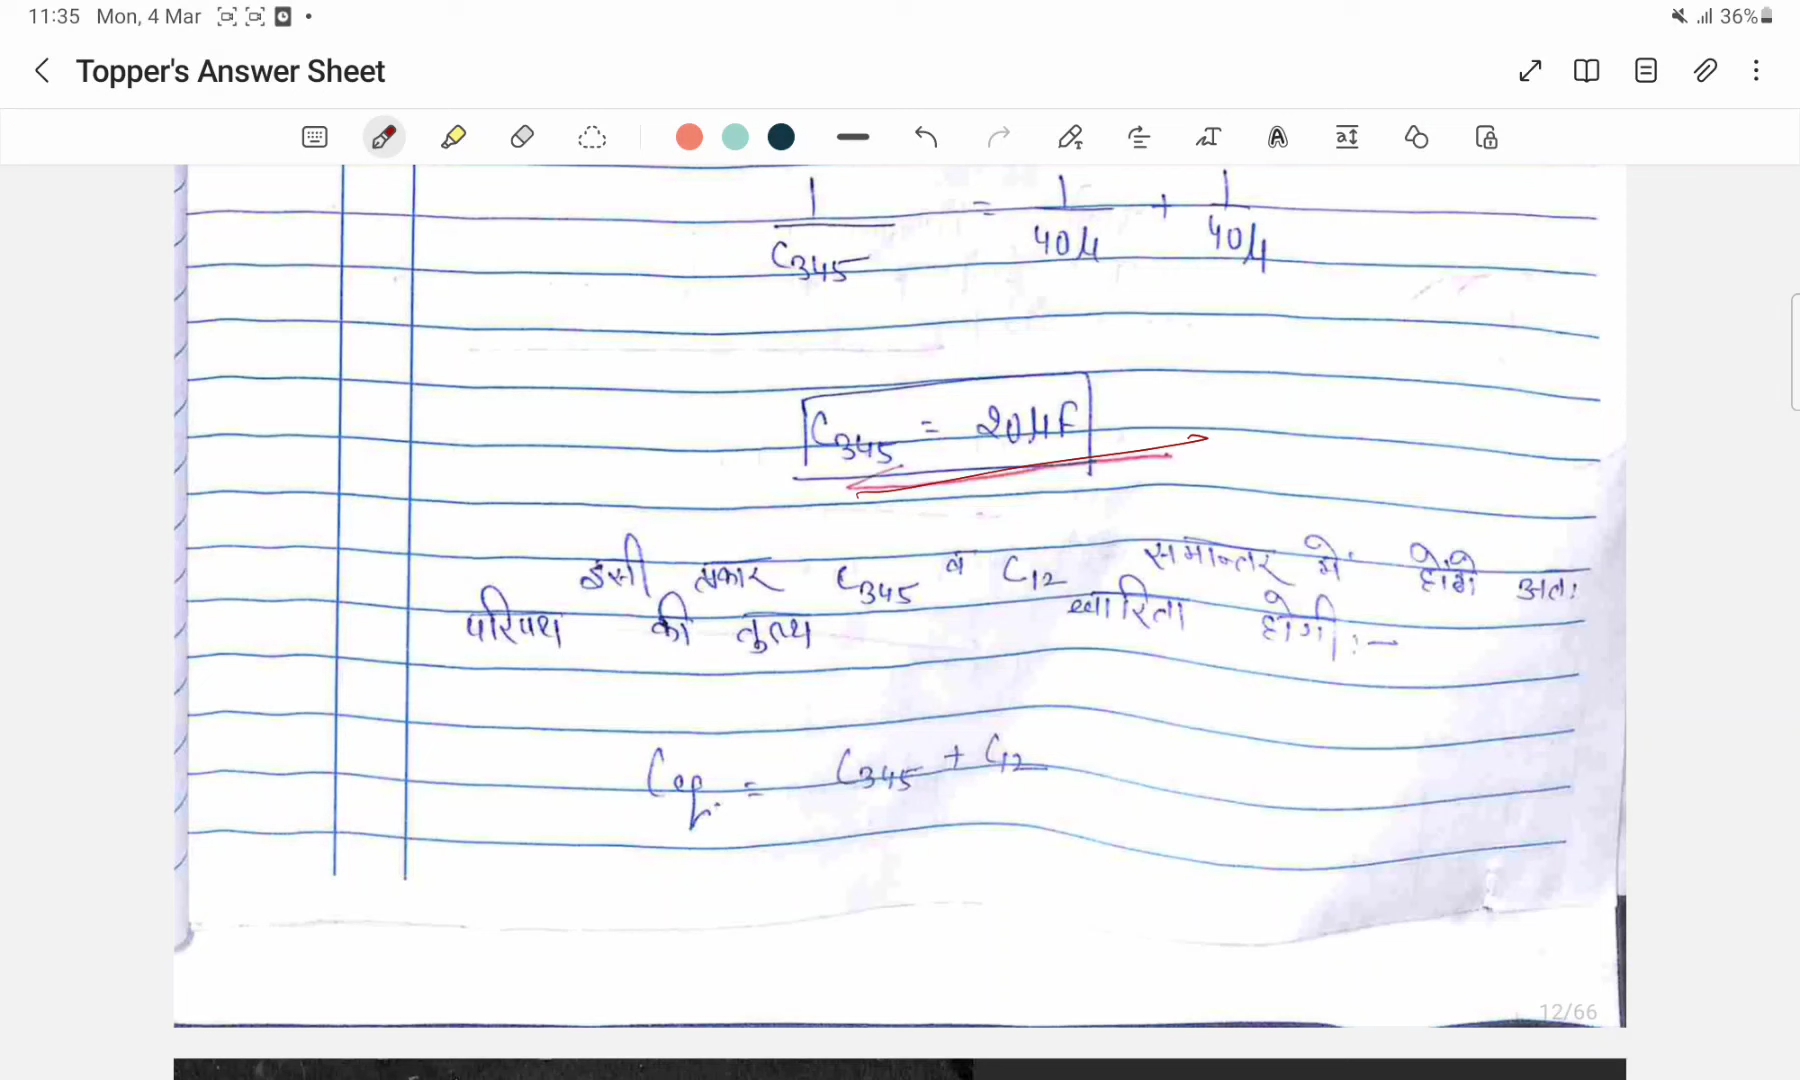 11:35 Mon, 4 Mar
36%
Topper's Answer Sheet
1/C₃₄₅ = 1/40μ + 1/40μ
C₃₄₅ = 20μF
इसी प्रकार C₃₄₅ व C₁₂ समान्तर में होंगे अतः
परिपथ की तुल्य धारिता होगी :-
Ceq. = C₃₄₅ + C₁₂
12/66